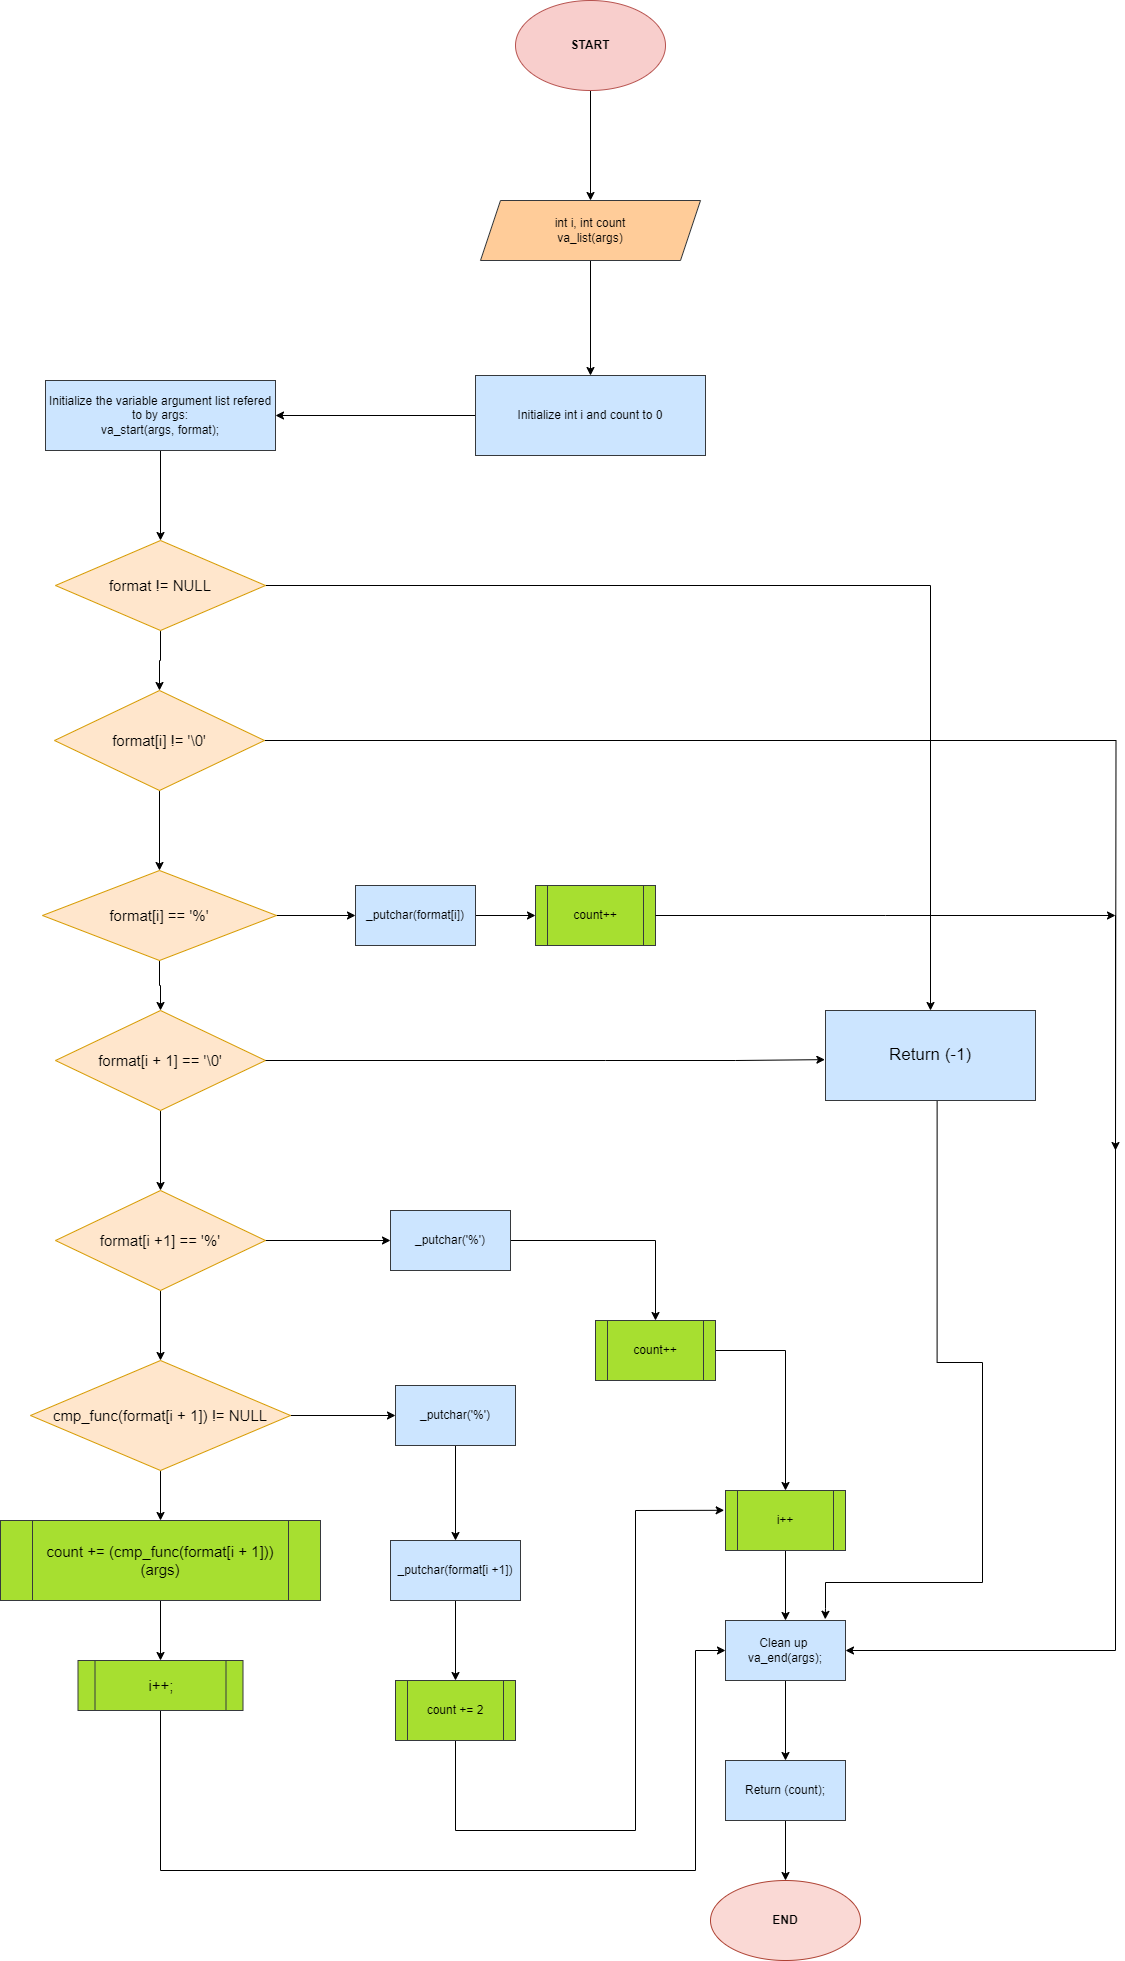 START
int i, int count
va_list(args)
Initialize the variable argument list refered
to by args:
va_start(args, format);
Initialize int i and count to 0
format != NULL
format[i] != '\0'
format[i] == '%'
_putchar(format[i])
count++
format[i + 1] == '\0'
Return (-1)
format[i +1] == '%'
_putchar('%')
count++
cmp_func(format[i + 1]) != NULL
_putchar('%')
i++
count += (cmp_func(format[i + 1]))
(args)
_putchar(format[i +1])
Clean up
va_end(args);
i++;
count += 2
Return (count);
END